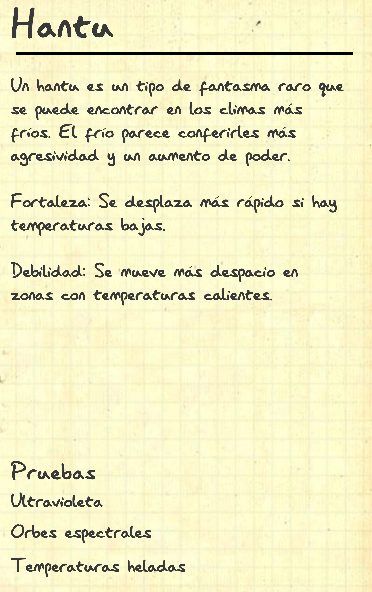 Hantu
Un hantu es un tipo de fantasma raro que
se puede encontrar en los climas más
fríos. El frío parece conferirles más
agresividad y un aumento de poder.
Fortaleza: Se desplaza más rápido si hay
temperaturas bajas.
Debilidad: Se mueve más despacio en
zonas con temperaturas calientes.
Pruebas
Ultravioleta
Orbes espectrales
Temperaturas heladas